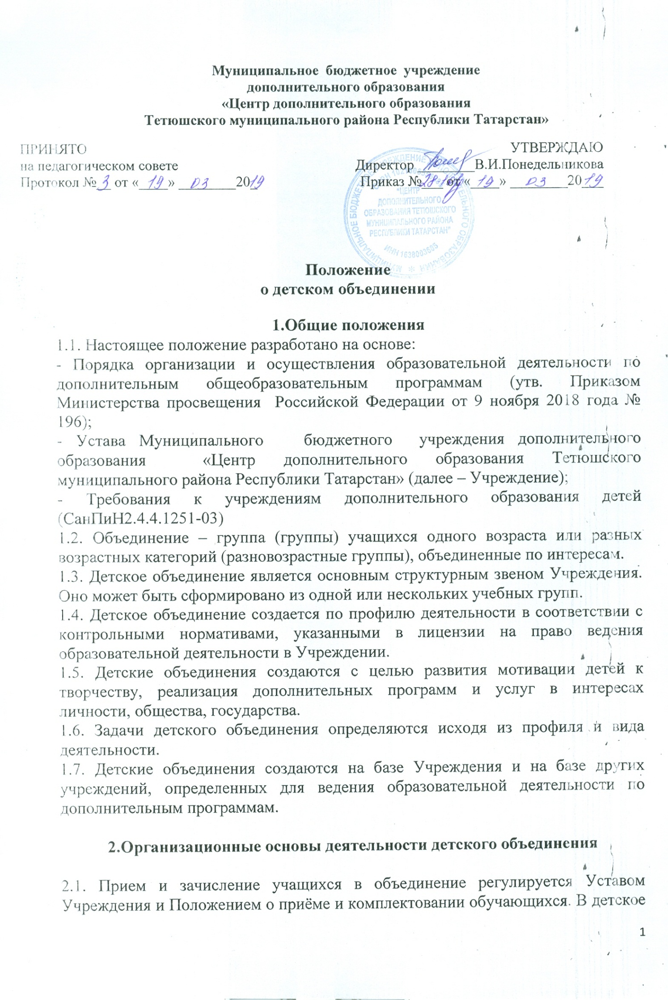 Муниципальное бюджетное учреждение
дополнительного образования
«Центр дополнительного образования
Тетюшского муниципального района Республики Татарстан»
ПРИНЯТО
на педагогическом совете
Протокол № 3 от « 19 » 03 2019
УТВЕРЖДАЮ
Директор В.И.Понедельникова
Приказ № 28 от « 19 » 03 2019
"ЦЕНТР
ДОПОЛНИТЕЛЬНОГО
ОБРАЗОВАНИЯ ТЕТЮШСКОГО
МУНИЦИПАЛЬНОГО РАЙОНА
РЕСПУБЛИКИ ТАТАРСТАН"
ИНН 1638003605
МУНИЦИПАЛЬНОЕ БЮДЖЕТНОЕ УЧРЕЖДЕНИЕ ДОПОЛНИТЕЛЬНОГО ОБРАЗОВАНИЯ
Положение
о детском объединении
1.Общие положения
1.1. Настоящее положение разработано на основе:
- Порядка организации и осуществления образовательной деятельности по
дополнительным общеобразовательным программам (утв. Приказом
Министерства просвещения Российской Федерации от 9 ноября 2018 года №
196);
- Устава Муниципального бюджетного учреждения дополнительного
образования «Центр дополнительного образования Тетюшского
муниципального района Республики Татарстан» (далее – Учреждение);
- Требования к учреждениям дополнительного образования детей
(СанПиН2.4.4.1251-03)
1.2. Объединение – группа (группы) учащихся одного возраста или разных
возрастных категорий (разновозрастные группы), объединенные по интересам.
1.3. Детское объединение является основным структурным звеном Учреждения.
Оно может быть сформировано из одной или нескольких учебных групп.
1.4. Детское объединение создается по профилю деятельности в соответствии с
контрольными нормативами, указанными в лицензии на право ведения
образовательной деятельности в Учреждении.
1.5. Детские объединения создаются с целью развития мотивации детей к
творчеству, реализация дополнительных программ и услуг в интересах
личности, общества, государства.
1.6. Задачи детского объединения определяются исходя из профиля и вида
деятельности.
1.7. Детские объединения создаются на базе Учреждения и на базе других
учреждений, определенных для ведения образовательной деятельности по
дополнительным программам.
2.Организационные основы деятельности детского объединения
2.1. Прием и зачисление учащихся в объединение регулируется Уставом
Учреждения и Положением о приёме и комплектовании обучающихся. В детское
1